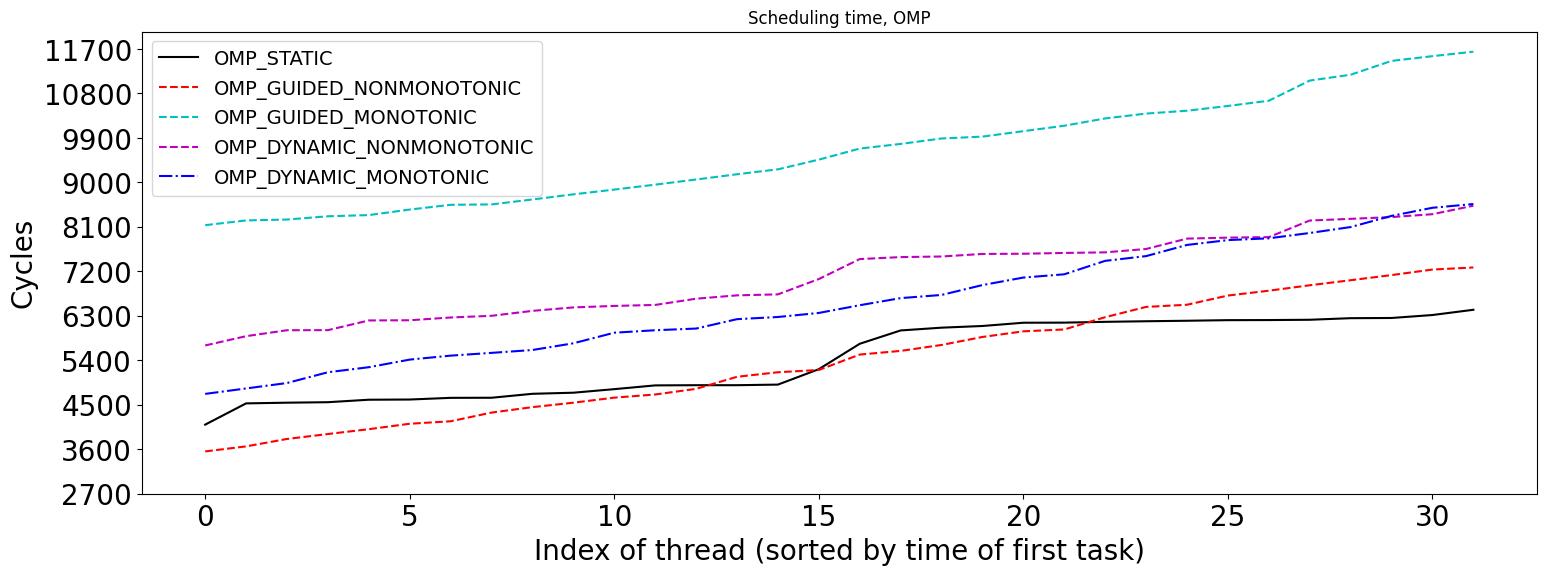 Scheduling time, OMP
11700
10800
9900
9000
8100
7200
6300
5400
4500
3600
2700
Cycles
OMP_STATIC
OMP_GUIDED_NONMONOTONIC
OMP_GUIDED_MONOTONIC
OMP_DYNAMIC_NONMONOTONIC
OMP_DYNAMIC_MONOTONIC
0 5 10 15 20 25 30
Index of thread (sorted by time of first task)